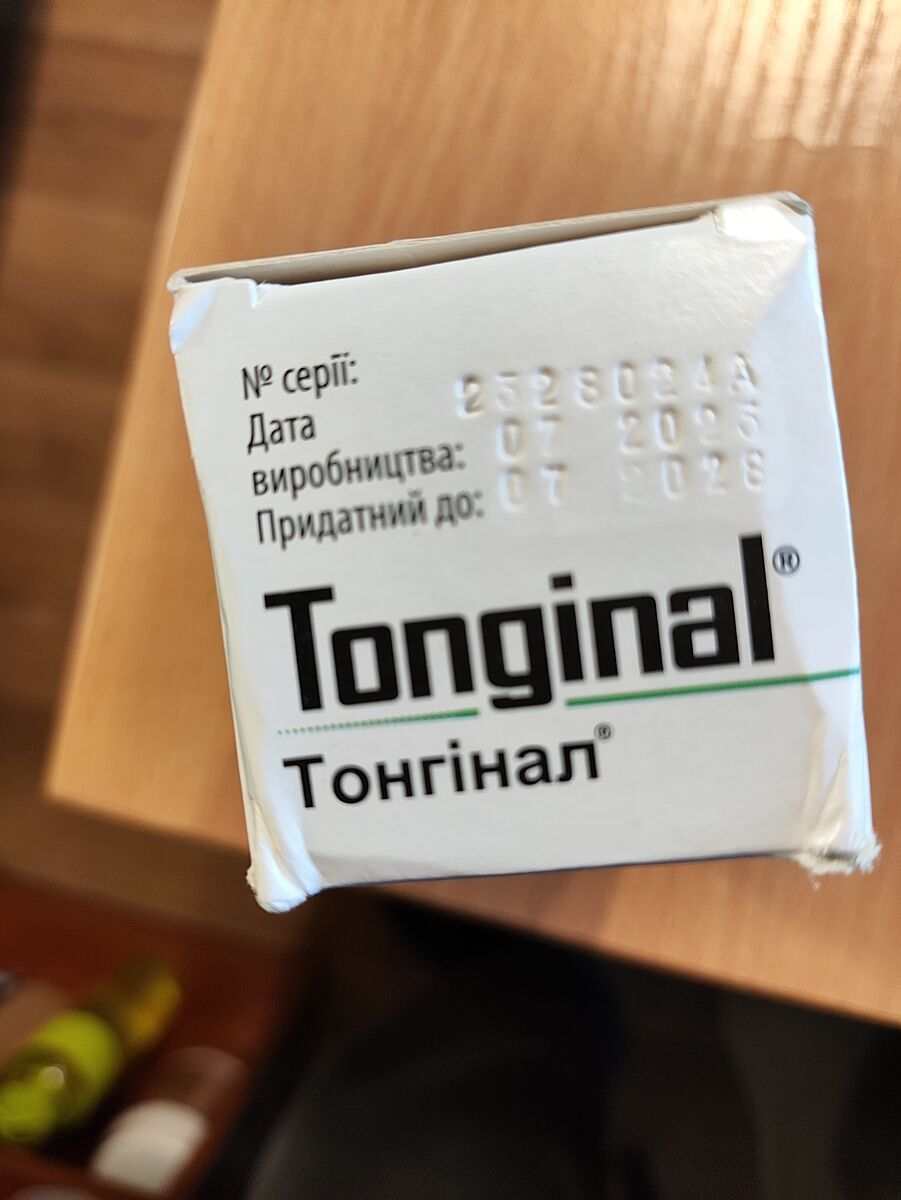 № серії: 2528024A
Дата
виробництва: 07 2025
Придатний до: 07 2028
Tonginal®
Тонгінал®